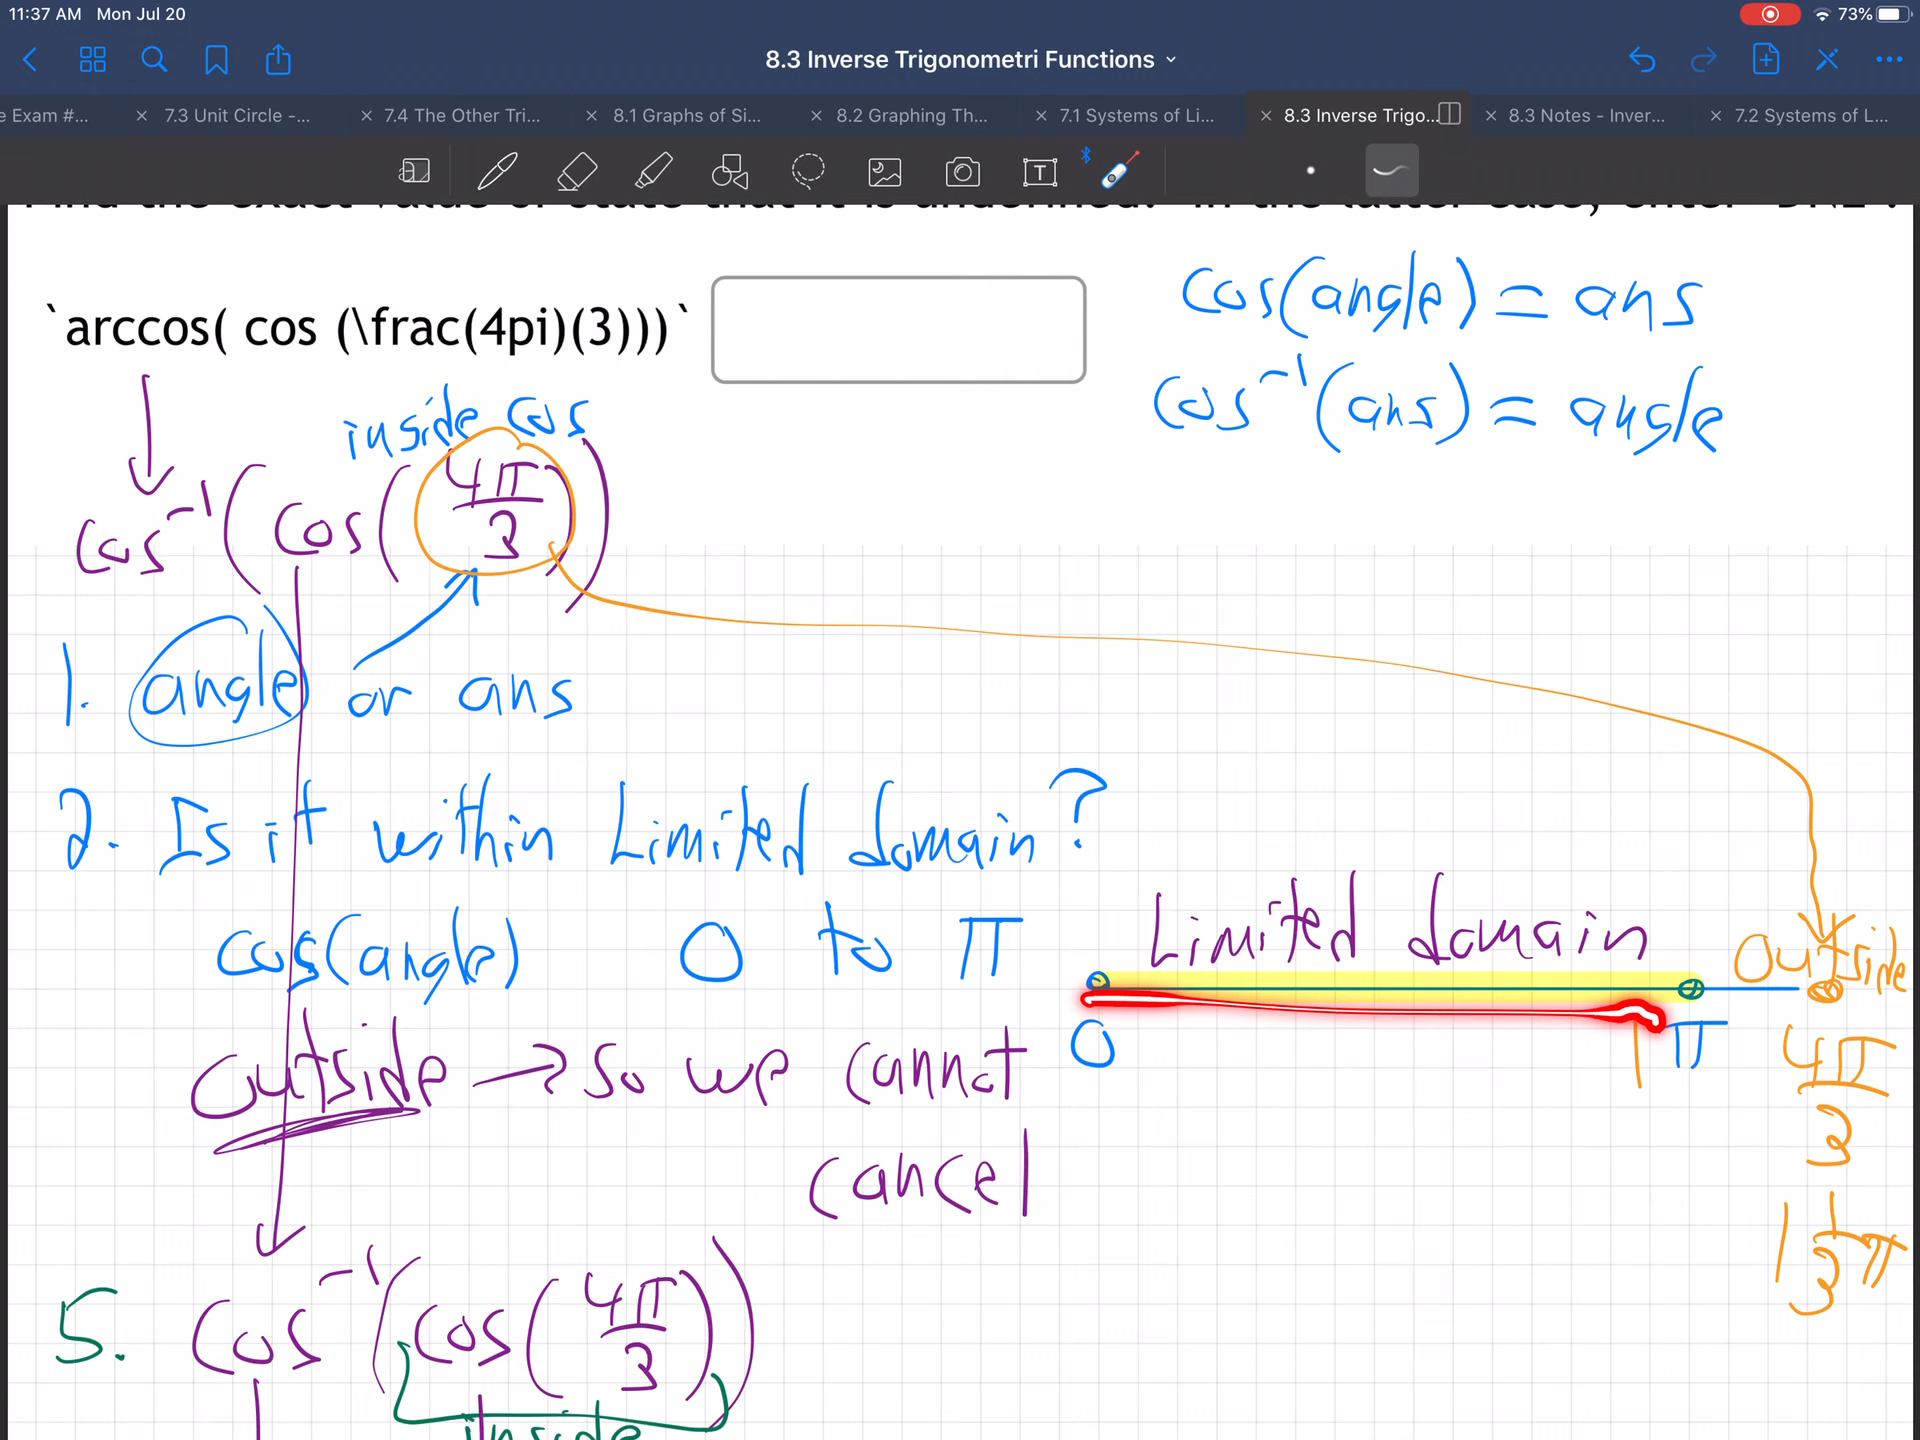 11:37 AM Mon Jul 20
73%
8.3 Inverse Trigonometri Functions
e Exam #...
7.3 Unit Circle -...
7.4 The Other Tri...
8.1 Graphs of Si...
8.2 Graphing Th...
7.1 Systems of Li...
8.3 Inverse Trigo...
8.3 Notes - Inver...
7.2 Systems of L...
`arccos( cos (\frac(4pi)(3)))`
cos(angle) = ans
cos⁻¹(ans) = angle
inside cos
cos⁻¹(cos(4π/3))
1. angle or ans
2. Is it within Limited domain?
cos(angle) 0 to π
Limited domain
Outside
0
π
4π/3
1 1/3 π
Outside → so we cannot
cancel
5. cos⁻¹(cos(4π/3))
inside